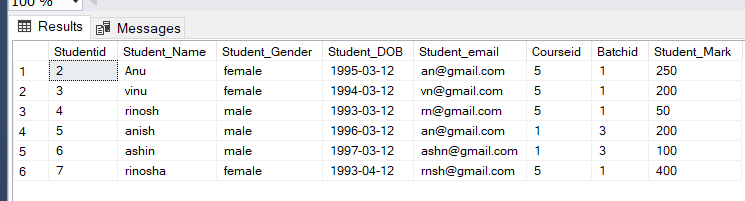 100 %
Results Messages
Studentid Student_Name Student_Gender Student_DOB Student_email Courseid Batchid Student_Mark
1 2 Anu female 1995-03-12 an@gmail.com 5 1 250
2 3 vinu female 1994-03-12 vn@gmail.com 5 1 200
3 4 rinosh male 1993-03-12 rn@gmail.com 5 1 50
4 5 anish male 1996-03-12 an@gmail.com 1 3 200
5 6 ashin male 1997-03-12 ashn@gmail.com 1 3 100
6 7 rinosha female 1993-04-12 rnsh@gmail.com 5 1 400